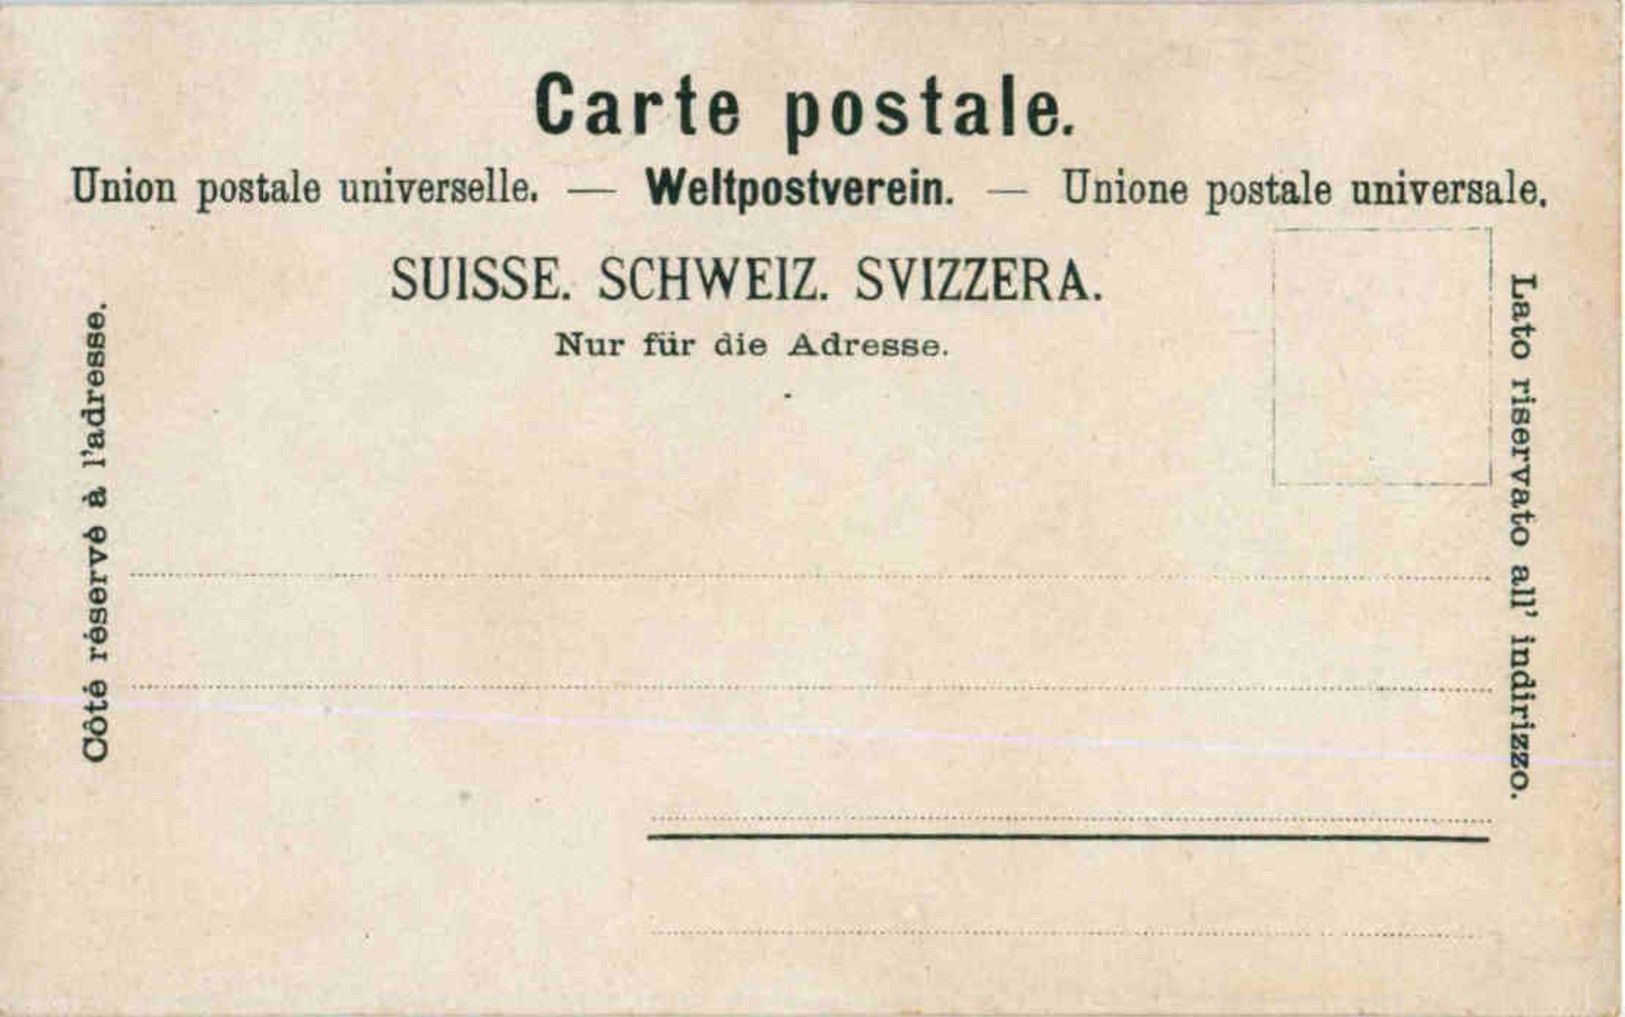 Carte postale.
Union postale universelle. — Weltpostverein. — Unione postale universale.
SUISSE. SCHWEIZ. SVIZZERA.
Nur für die Adresse.
Côté réservé à l'adresse.
Lato riservato all' indirizzo.